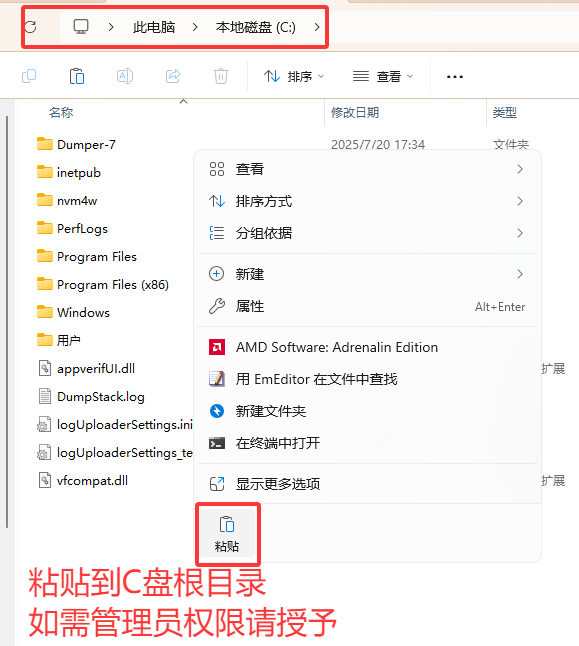 此电脑 本地磁盘 (C:)
排序 查看
名称 修改日期 类型
Dumper-7 2025/7/20 17:34 文件夹
inetpub
nvm4w
PerfLogs
Program Files
Program Files (x86)
Windows
用户
appverifUI.dll 扩展
DumpStack.log
logUploaderSettings.ini
logUploaderSettings_te
vfcompat.dll 扩展
查看
排序方式
分组依据
新建
属性 Alt+Enter
AMD Software: Adrenalin Edition
用 EmEditor 在文件中查找
新建文件夹
在终端中打开
显示更多选项
粘贴
粘贴到C盘根目录
如需管理员权限请授予